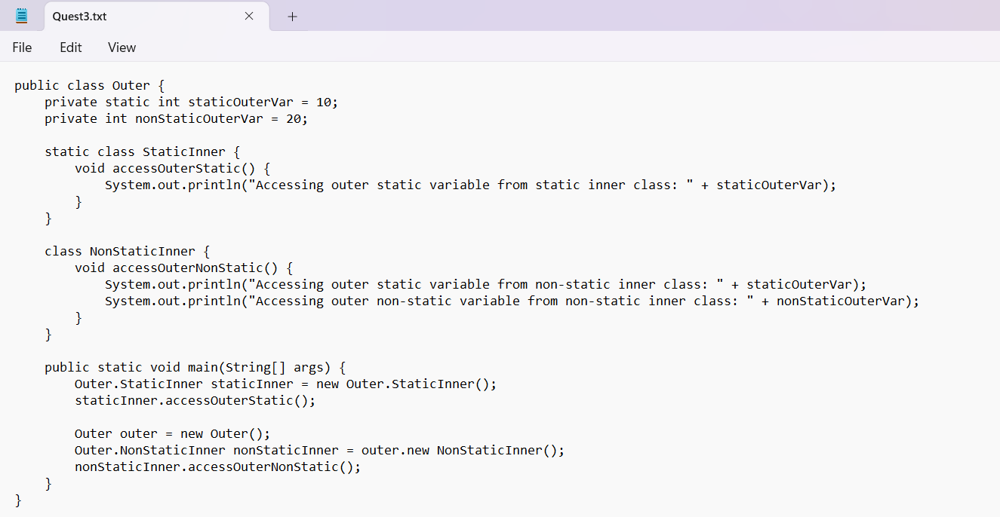 Quest3.txt
File Edit View
public class Outer {
    private static int staticOuterVar = 10;
    private int nonStaticOuterVar = 20;

    static class StaticInner {
        void accessOuterStatic() {
            System.out.println("Accessing outer static variable from static inner class: " + staticOuterVar);
        }
    }

    class NonStaticInner {
        void accessOuterNonStatic() {
            System.out.println("Accessing outer static variable from non-static inner class: " + staticOuterVar);
            System.out.println("Accessing outer non-static variable from non-static inner class: " + nonStaticOuterVar);
        }
    }

    public static void main(String[] args) {
        Outer.StaticInner staticInner = new Outer.StaticInner();
        staticInner.accessOuterStatic();

        Outer outer = new Outer();
        Outer.NonStaticInner nonStaticInner = outer.new NonStaticInner();
        nonStaticInner.accessOuterNonStatic();
    }
}